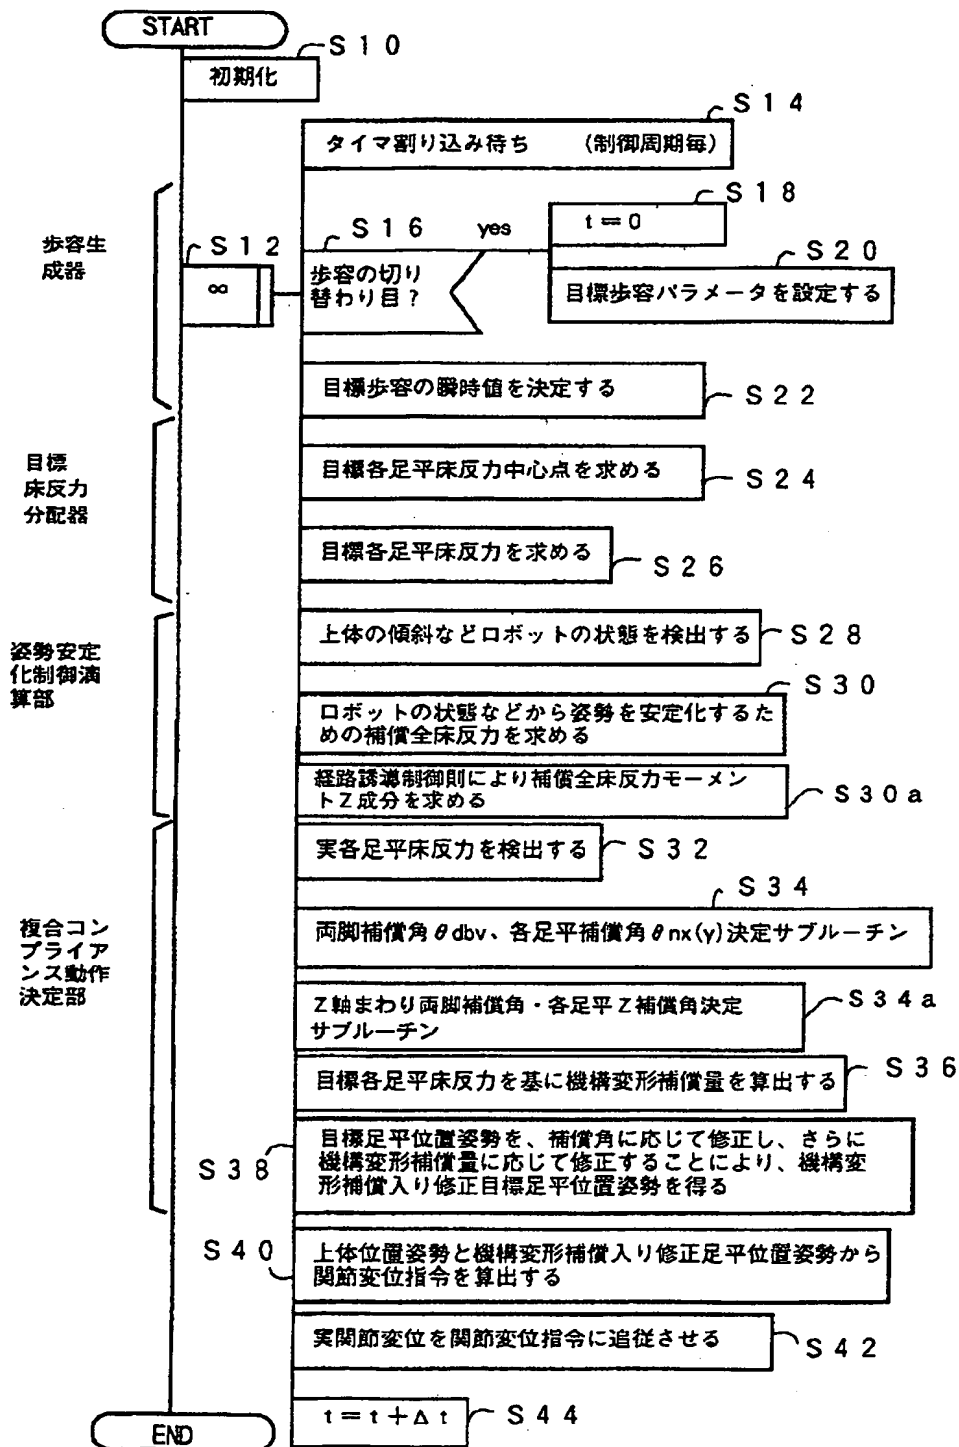 START
S10
初期化
S14
タイマ割り込み待ち (制御周期毎)
S18
t=0
S16
yes
歩容生
成器
S12
∞
歩容の切り
替わり目?
S20
目標歩容パラメータを設定する
目標歩容の瞬時値を決定する
S22
目標
床反力
分配器
目標各足平床反力中心点を求める
S24
目標各足平床反力を求める
S26
姿勢安定
化制御演
算部
上体の傾斜などロボットの状態を検出する
S28
S30
ロボットの状態などから姿勢を安定化するた
めの補償全床反力を求める
経路誘導制御則により補償全床反力モーメン
トZ成分を求める
S30a
実各足平床反力を検出する
S32
複合コン
プライア
ンス動作
決定部
S34
両脚補償角θdbv、各足平補償角θnx(y)決定サブルーチン
Z軸まわり両脚補償角・各足平Z補償角決定
サブルーチン
S34a
目標各足平床反力を基に機構変形補償量を算出する
S36
S38
目標足平位置姿勢を、補償角に応じて修正し、さらに
機構変形補償量に応じて修正することにより、機構変
形補償入り修正目標足平位置姿勢を得る
S40
上体位置姿勢と機構変形補償入り修正足平位置姿勢から
関節変位指令を算出する
実関節変位を関節変位指令に追従させる
S42
t=t+Δt
S44
END